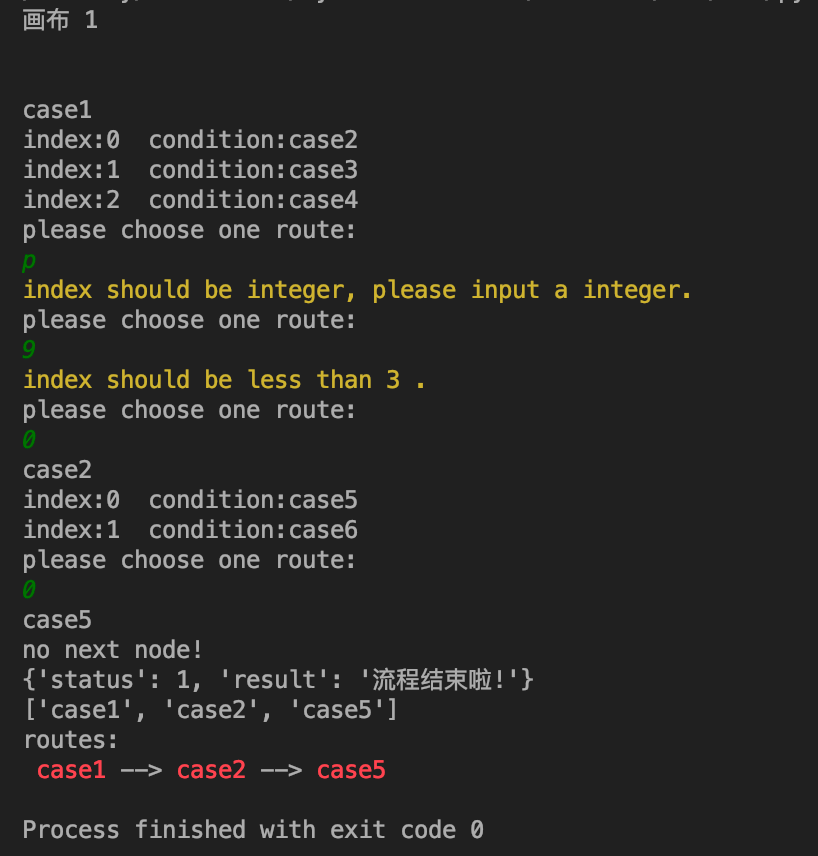 画布 1
case1
index:0  condition:case2
index:1  condition:case3
index:2  condition:case4
please choose one route:
p
index should be integer, please input a integer.
please choose one route:
9
index should be less than 3 .
please choose one route:
0
case2
index:0  condition:case5
index:1  condition:case6
please choose one route:
0
case5
no next node!
{'status': 1, 'result': '流程结束啦!'}
['case1', 'case2', 'case5']
routes:
 case1 --> case2 --> case5
Process finished with exit code 0